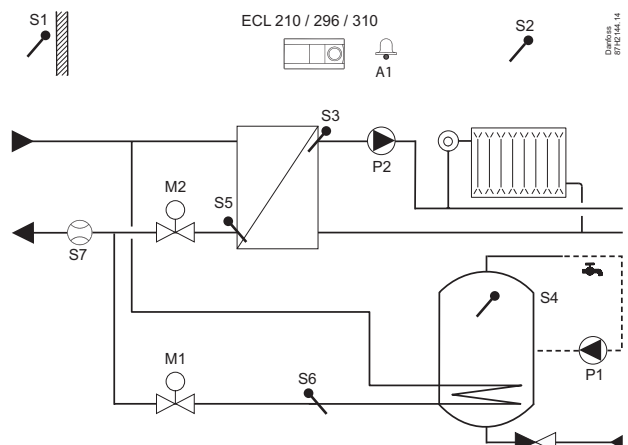 S1
ECL 210 / 296 / 310
A1
S2
Danfoss
87H2144.14
S3
P2
M2
S5
S7
S4
P1
M1
S6